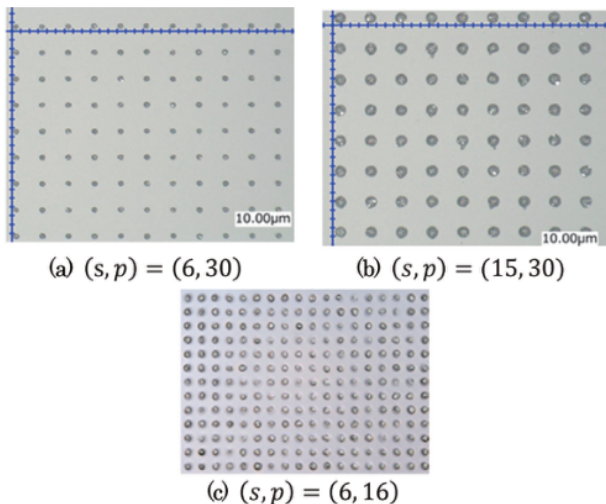 10.00µm
10.00µm
(a) (s, p) = (6, 30)
(b) (s, p) = (15, 30)
(c) (s, p) = (6, 16)